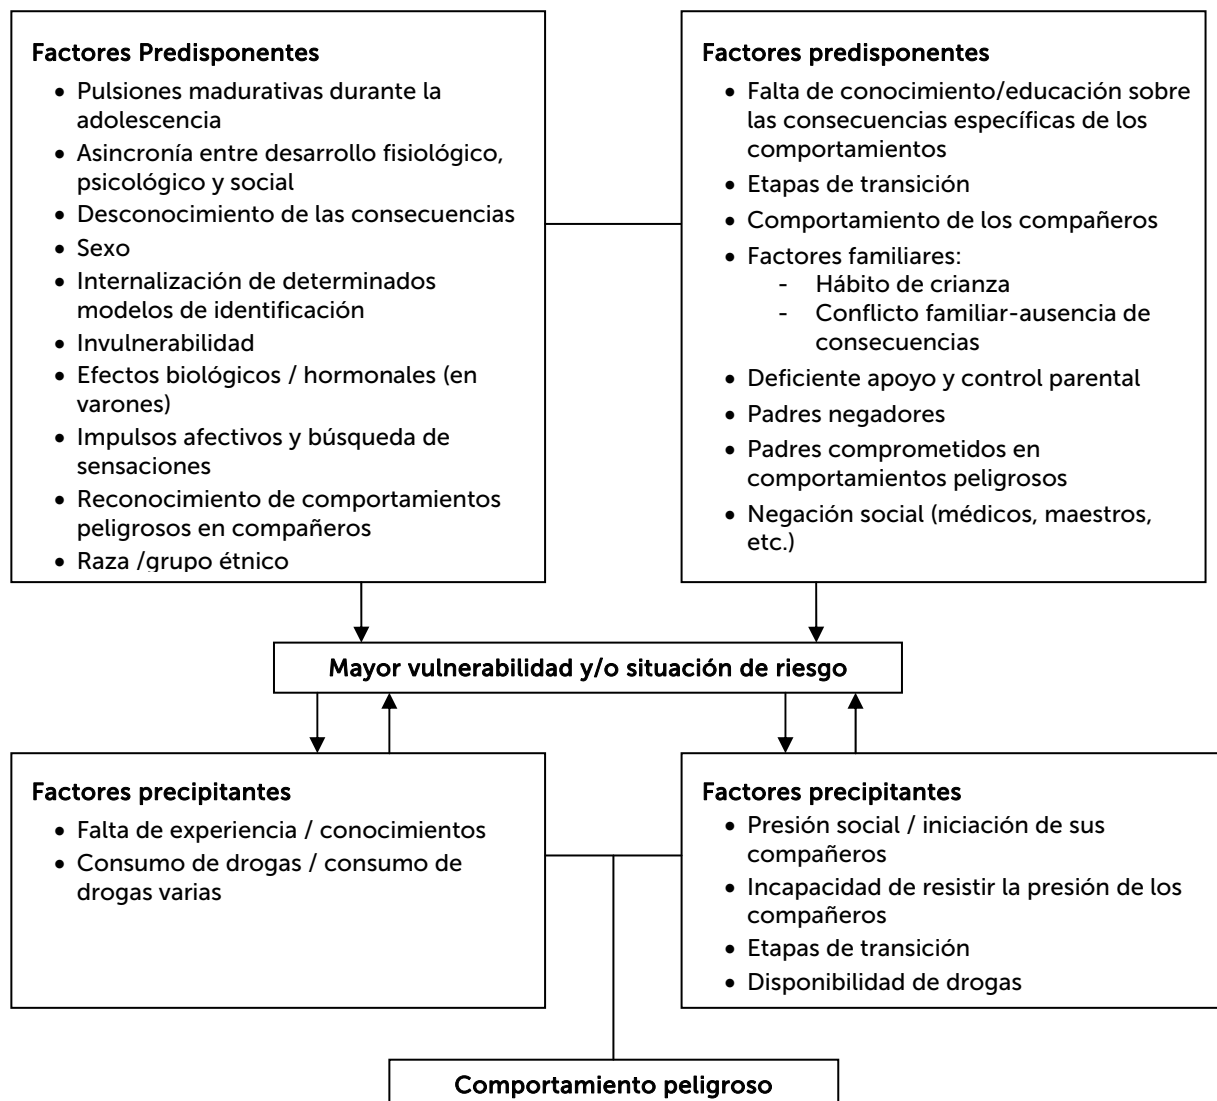 Factores Predisponentes
• Pulsiones madurativas durante la
adolescencia
• Asincronía entre desarrollo fisiológico,
psicológico y social
• Desconocimiento de las consecuencias
• Sexo
• Internalización de determinados
modelos de identificación
• Invulnerabilidad
• Efectos biológicos / hormonales (en
varones)
• Impulsos afectivos y búsqueda de
sensaciones
• Reconocimiento de comportamientos
peligrosos en compañeros
• Raza /grupo étnico
Factores predisponentes
• Falta de conocimiento/educación sobre
las consecuencias específicas de los
comportamientos
• Etapas de transición
• Comportamiento de los compañeros
• Factores familiares:
- Hábito de crianza
- Conflicto familiar-ausencia de
consecuencias
• Deficiente apoyo y control parental
• Padres negadores
• Padres comprometidos en
comportamientos peligrosos
• Negación social (médicos, maestros,
etc.)
Mayor vulnerabilidad y/o situación de riesgo
Factores precipitantes
• Falta de experiencia / conocimientos
• Consumo de drogas / consumo de
drogas varias
Factores precipitantes
• Presión social / iniciación de sus
compañeros
• Incapacidad de resistir la presión de los
compañeros
• Etapas de transición
• Disponibilidad de drogas
Comportamiento peligroso